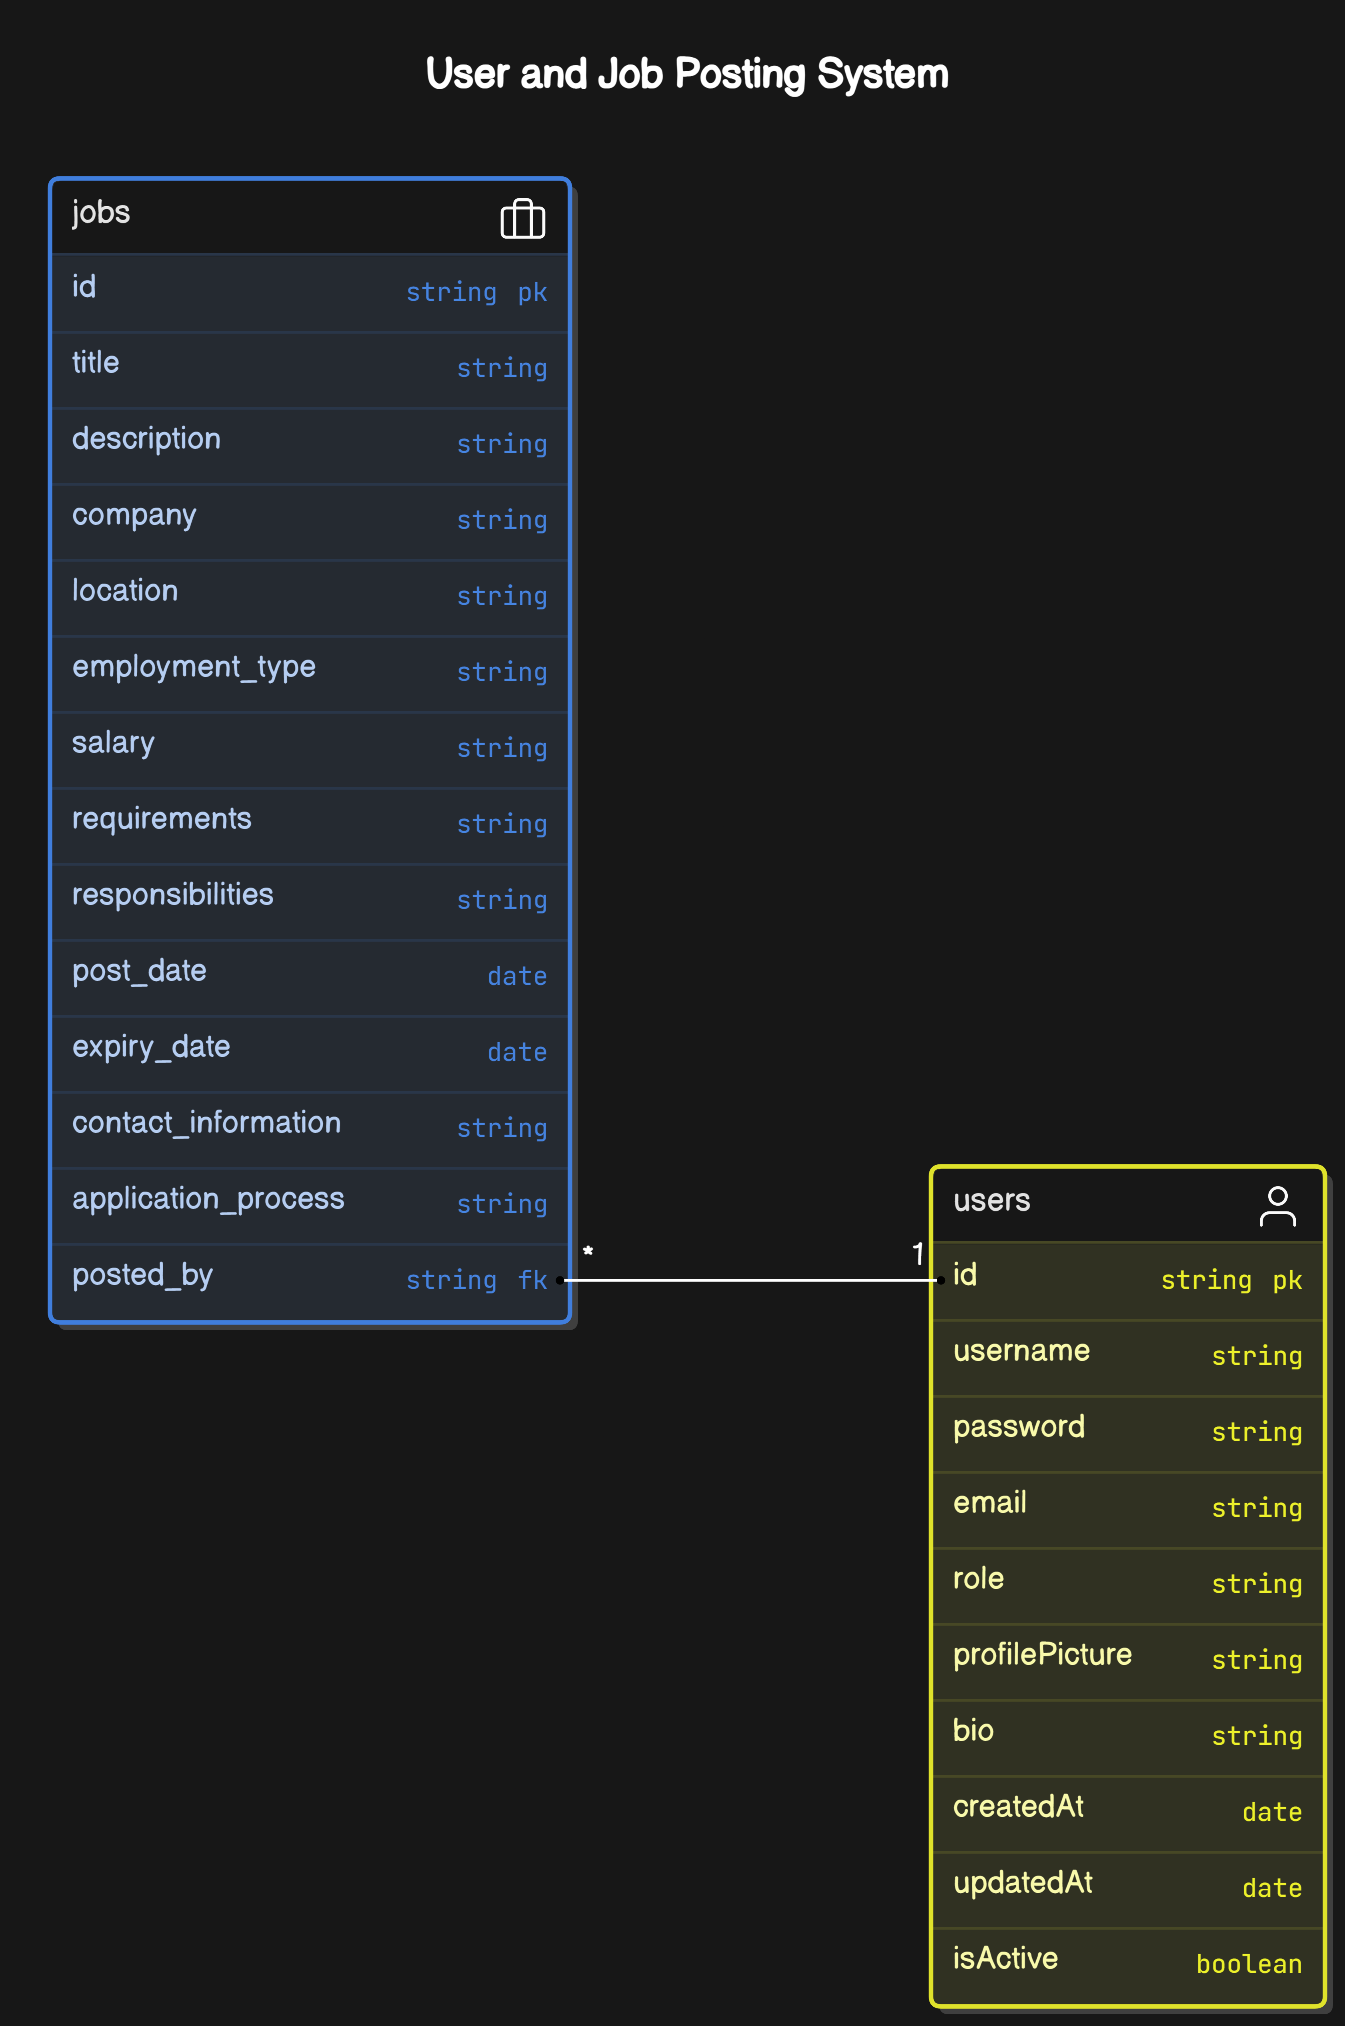 User and Job Posting System
jobs
id string pk
title string
description string
company string
location string
employment_type string
salary string
requirements string
responsibilities string
post_date date
expiry_date date
contact_information string
application_process string
posted_by string fk
* 1
users
id string pk
username string
password string
email string
role string
profilePicture string
bio string
createdAt date
updatedAt date
isActive boolean